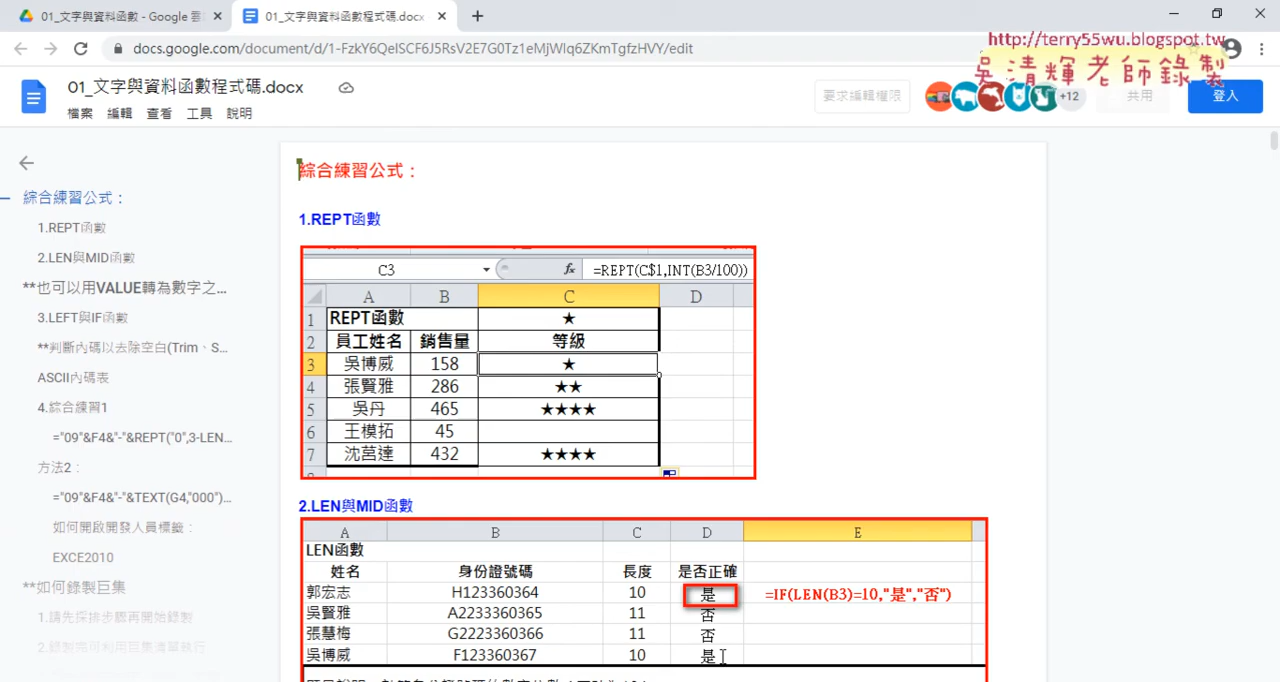 01_文字與資料函數 - Google 雲
01_文字與資料函數程式碼.docx
docs.google.com/document/d/1-FzkY6QeISCF6J5RsV2E7G0Tz1eMjWIq6ZKmTgfzHVY/edit
http://terry55wu.blogspot.tw
吳清輝老師錄製
01_文字與資料函數程式碼.docx
檔案 編輯 查看 工具 說明
要求編輯權限
+12
共用
登入
綜合練習公式：
1.REPT函數
2.LEN與MID函數
**也可以用VALUE轉為數字之...
3.LEFT與IF函數
**判斷內碼以去除空白(Trim、S...
ASCII內碼表
4.綜合練習1
="09"&F4&"-"&REPT("0",3-LEN...
方法2：
="09"&F4&"-"&TEXT(G4,"000")...
如何開啟開發人員標籤：
EXCE2010
**如何錄製巨集
1.請先採排步驟再開始錄製
2.錄製完可利用巨集清單執行
綜合練習公式：
1.REPT函數
C3 fx =REPT(C$1,INT(B3/100))
A B C D
1 REPT函數 ★
2 員工姓名 銷售量 等級
3 吳博威 158 ★
4 張賢雅 286 ★★
5 吳丹 465 ★★★★
6 王模拓 45
7 沈莒達 432 ★★★★
2.LEN與MID函數
A B C D E
LEN函數
姓名 身份證號碼 長度 是否正確
郭宏志 H123360364 10 是 =IF(LEN(B3)=10,"是","否")
吳賢雅 A2233360365 11 否
張慧梅 G2223360366 11 否
吳博威 F123360367 10 是